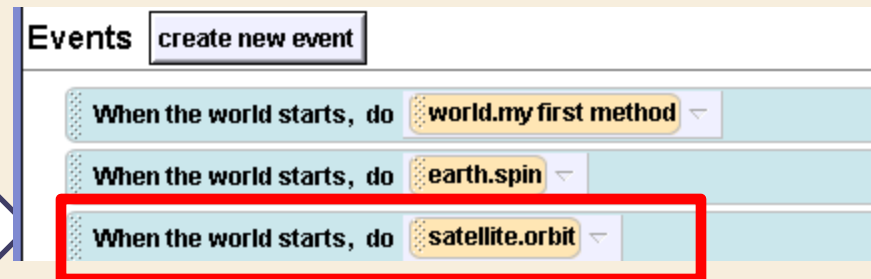 Events create new event
When the world starts, do world.my first method
When the world starts, do earth.spin
When the world starts, do satellite.orbit